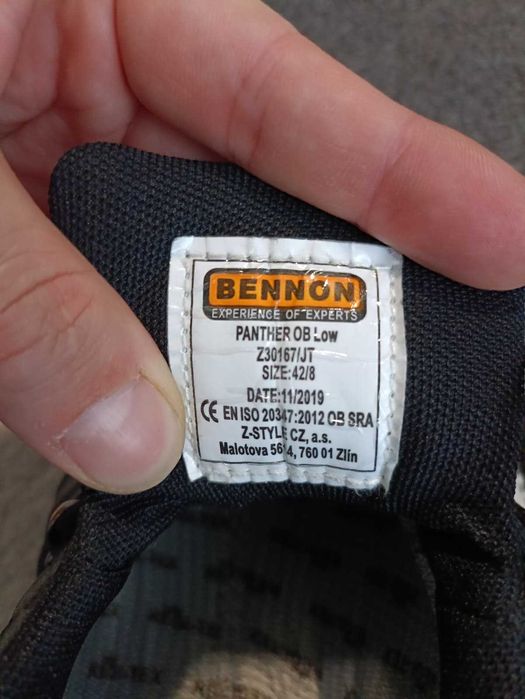 BENNON
EXPERIENCE OF EXPERTS
PANTHER OB Low
Z30167/JT
SIZE:42/8
DATE:11/2019
CE EN ISO 20347:2012 OB SRA
Z-STYLE CZ, a.s.
Malotova 5614, 760 01 Zlín